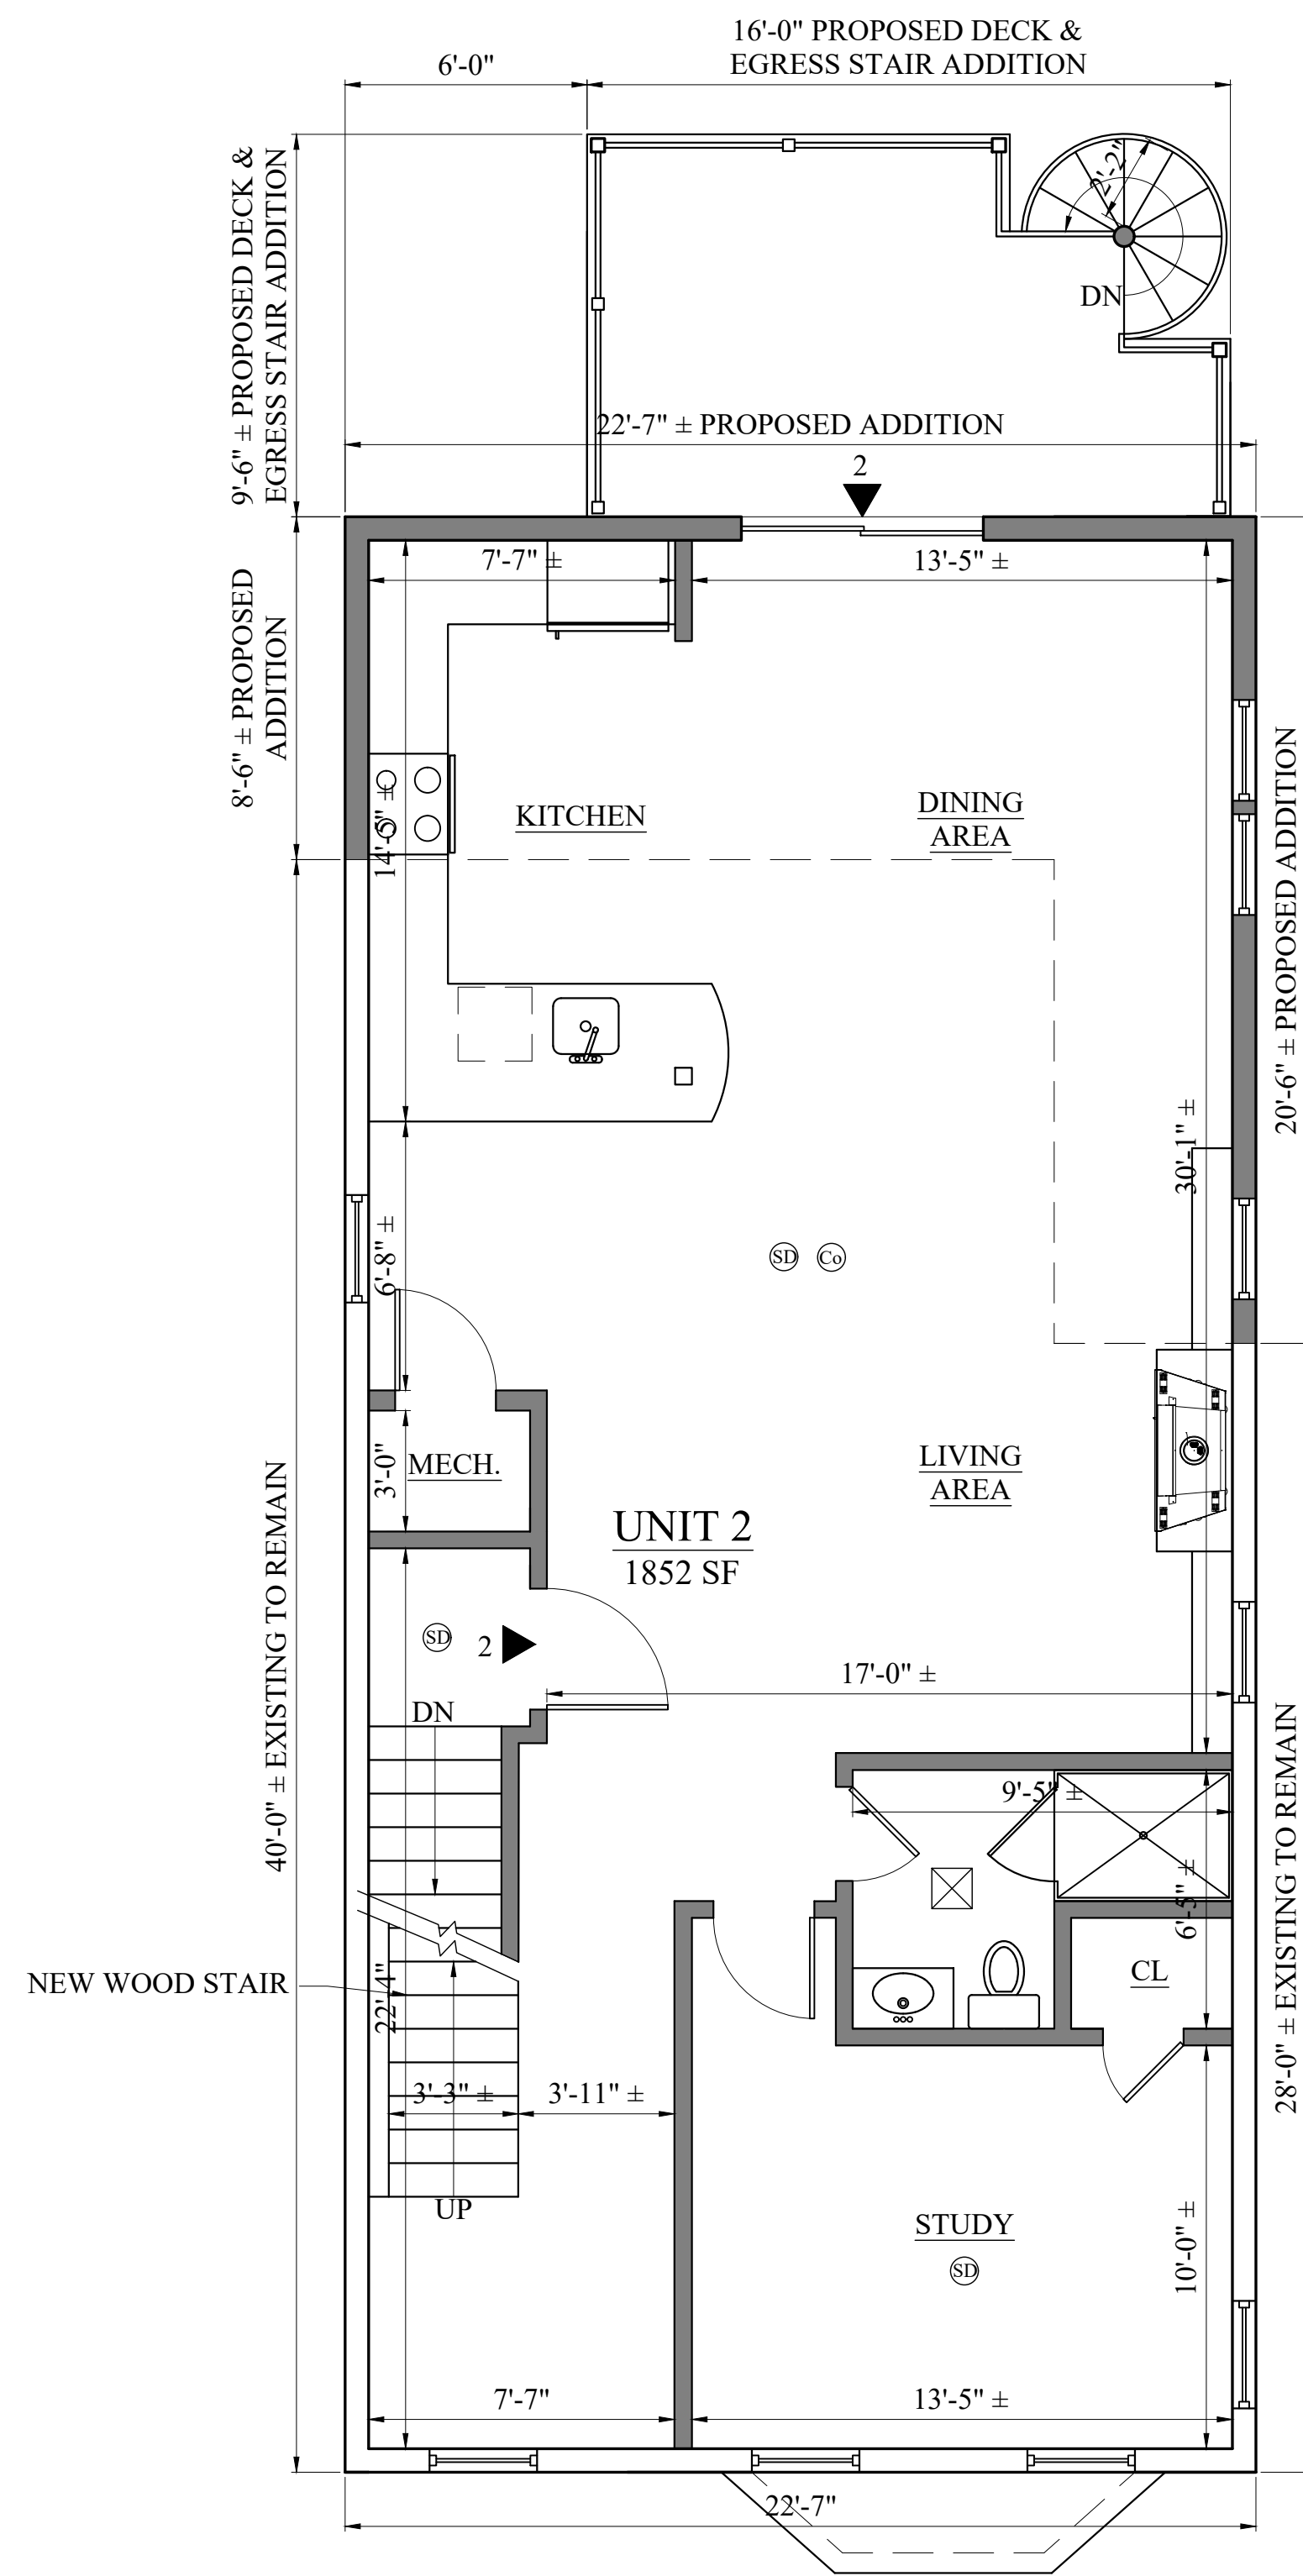 16'-0" PROPOSED DECK &
EGRESS STAIR ADDITION
6'-0"
9'-6" ± PROPOSED DECK &
EGRESS STAIR ADDITION
2'-2"
DN
22'-7" ± PROPOSED ADDITION
2
7'-7" ±
13'-5" ±
8'-6" ± PROPOSED
ADDITION
14'-5" ±
KITCHEN
DINING
AREA
20'-6" ± PROPOSED ADDITION
30'-1" ±
6'-8" ±
SD
Co
3'-0"
MECH.
LIVING
AREA
UNIT 2
1852 SF
40'-0" ± EXISTING TO REMAIN
SD
2
17'-0" ±
DN
9'-5" ±
6'-5" ±
28'-0" ± EXISTING TO REMAIN
NEW WOOD STAIR
22'-4"
CL
3'-3" ±
3'-11" ±
UP
STUDY
SD
10'-0" ±
7'-7"
13'-5" ±
22'-7"